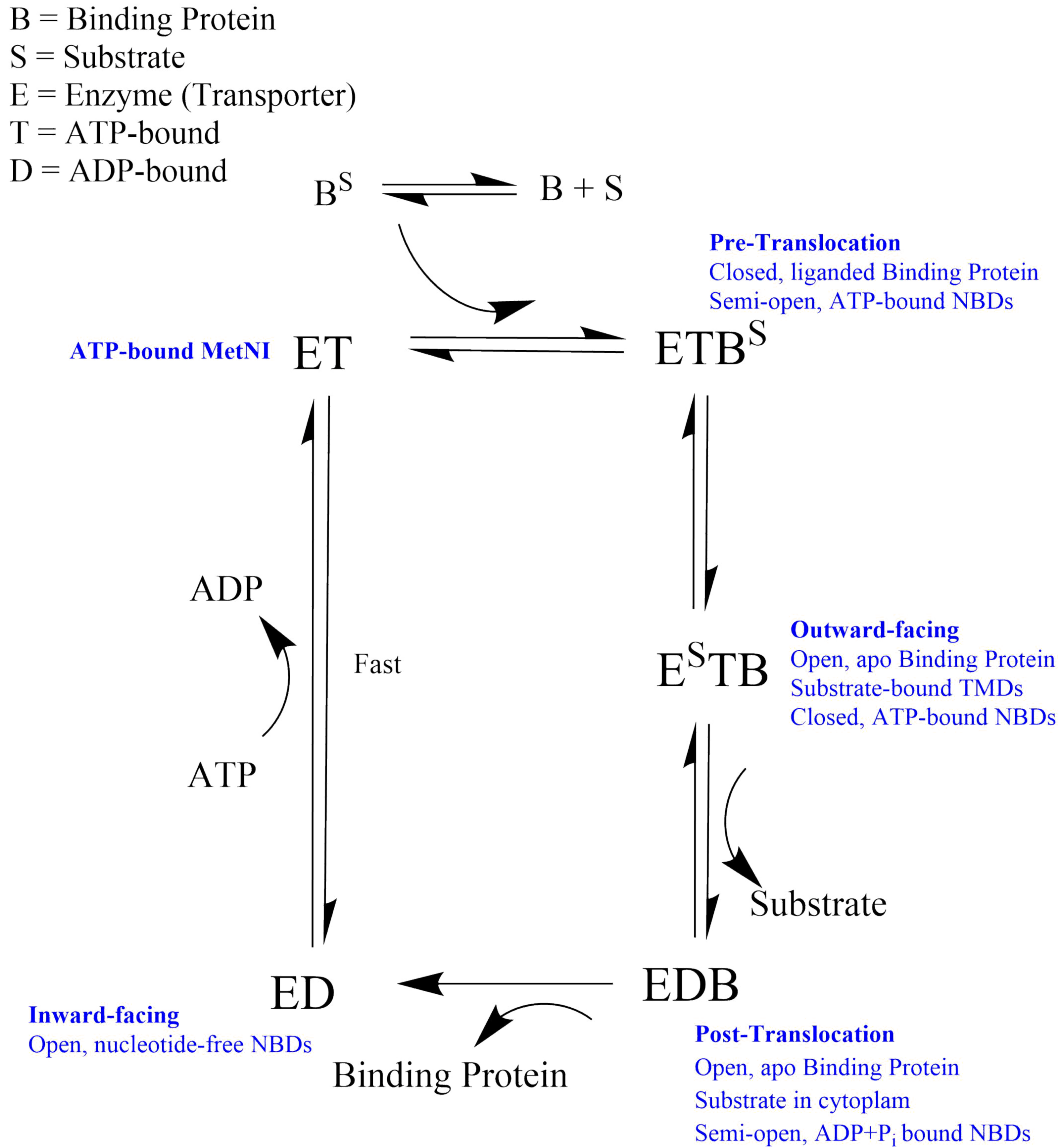 B = Binding Protein
S = Substrate
E = Enzyme (Transporter)
T = ATP-bound
D = ADP-bound
Bˢ
B + S
Pre-Translocation
Closed, liganded Binding Protein
Semi-open, ATP-bound NBDs
ATP-bound MetNI
ET
ETBˢ
ADP
Fast
ATP
EˢTB
Outward-facing
Open, apo Binding Protein
Substrate-bound TMDs
Closed, ATP-bound NBDs
Substrate
ED
EDB
Inward-facing
Open, nucleotide-free NBDs
Binding Protein
Post-Translocation
Open, apo Binding Protein
Substrate in cytoplam
Semi-open, ADP+Pᵢ bound NBDs